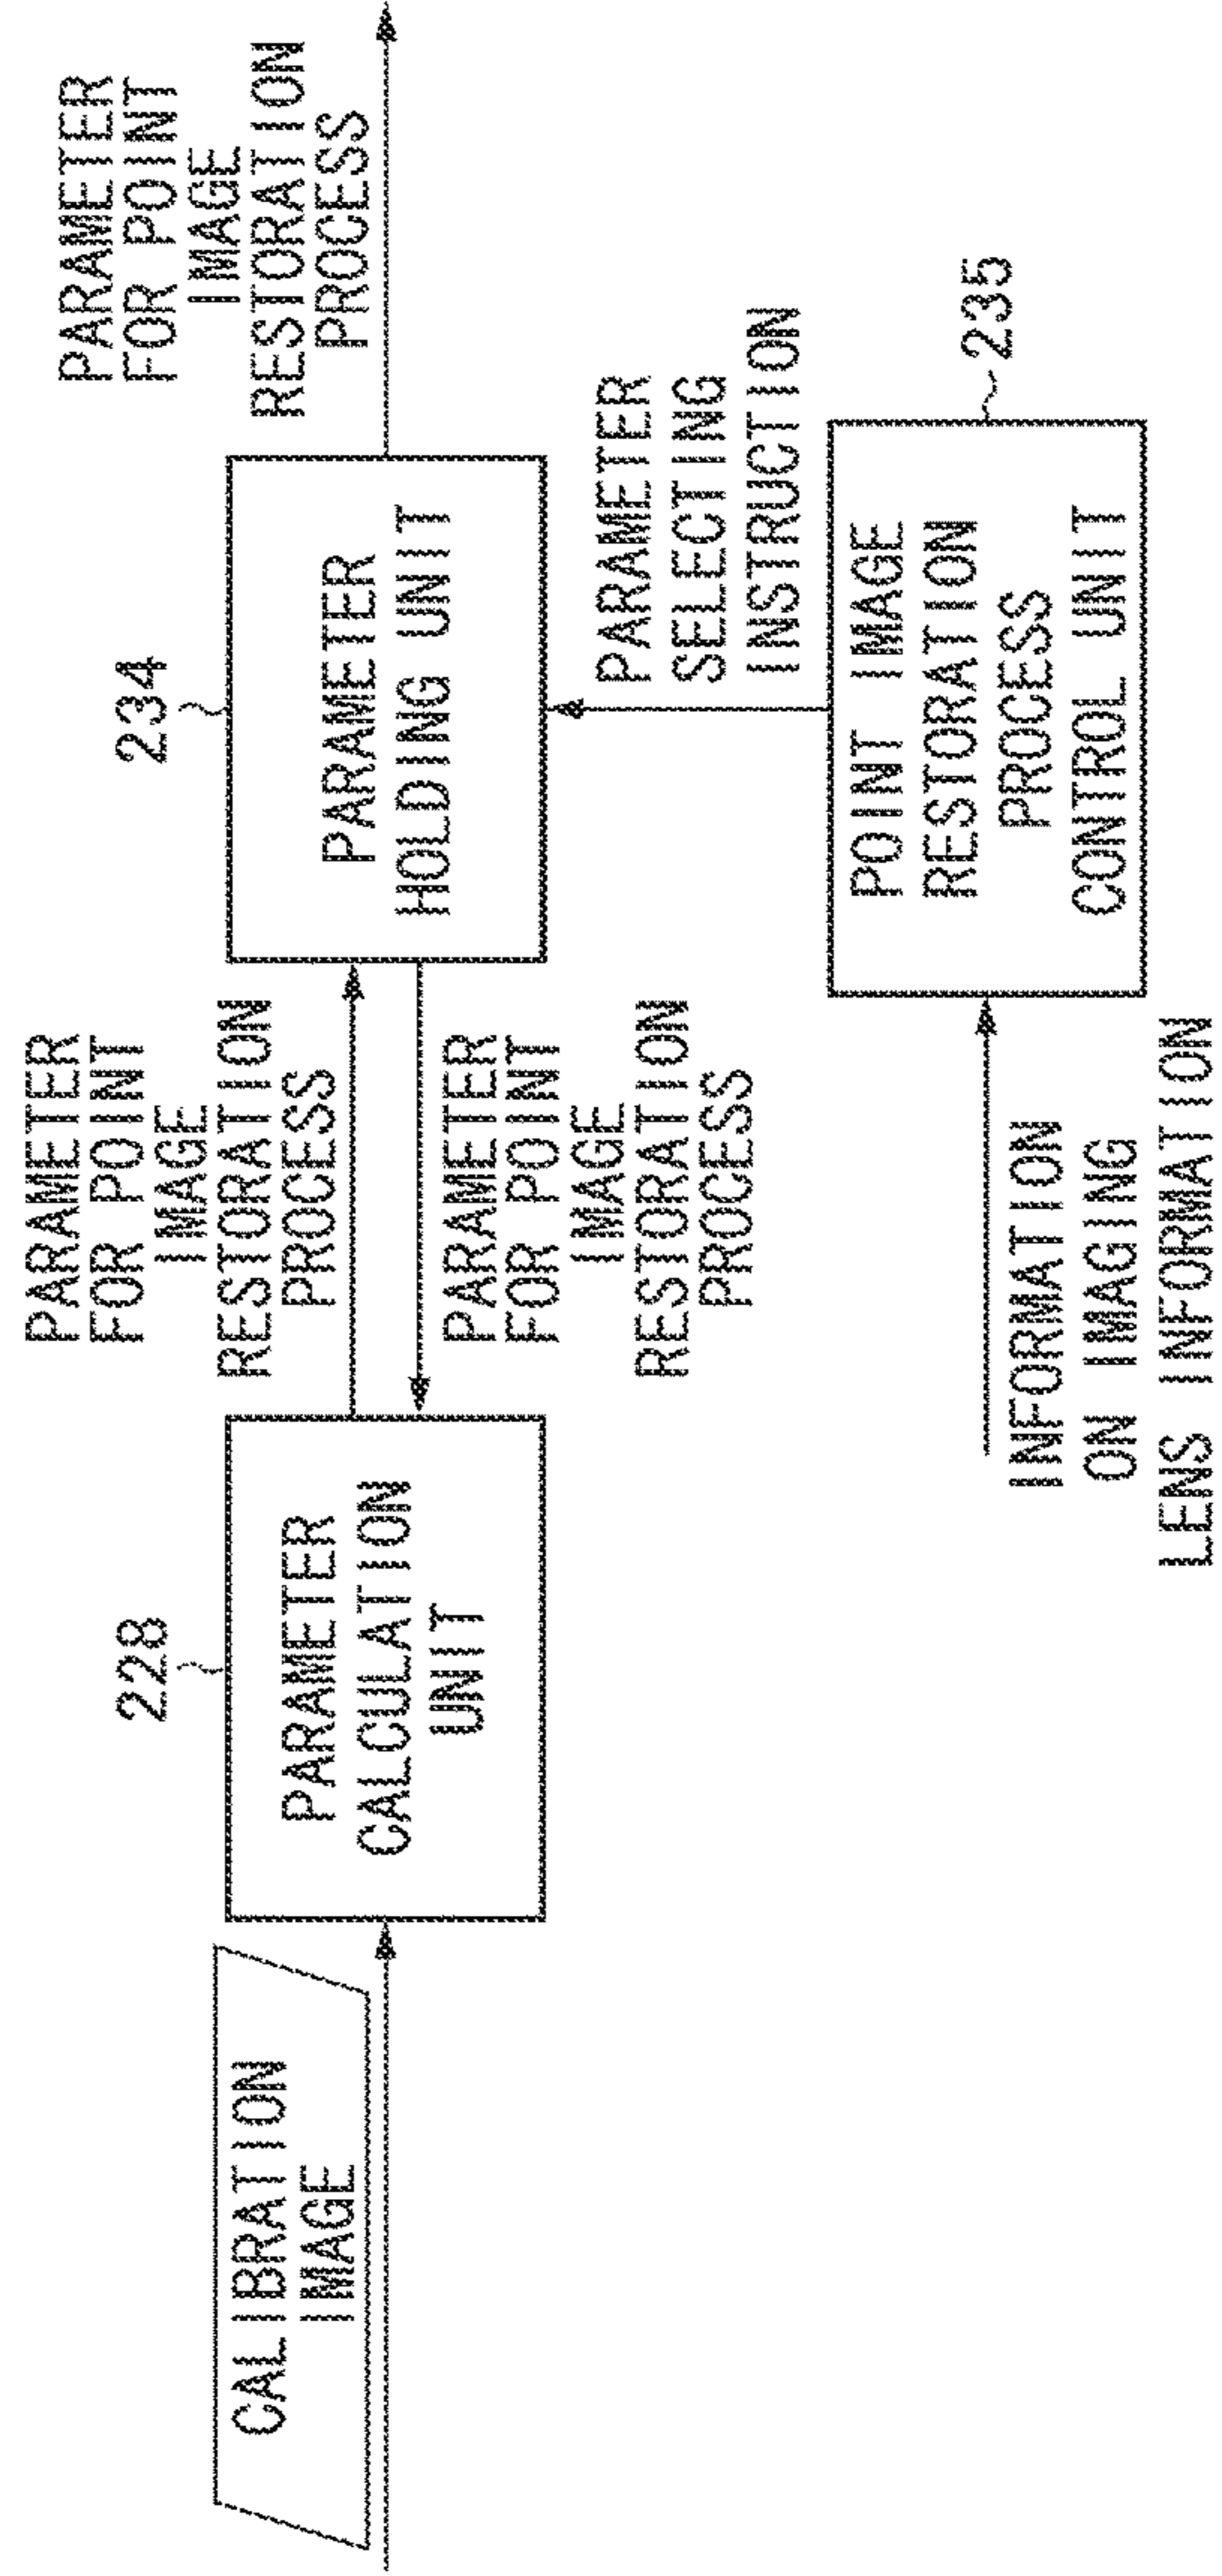 CALIBRATION
IMAGE
228
PARAMETER
CALCULATION
UNIT
PARAMETER
FOR POINT
IMAGE
RESTORATION
PROCESS
PARAMETER
FOR POINT
IMAGE
RESTORATION
PROCESS
234
PARAMETER
HOLDING UNIT
PARAMETER
FOR POINT
IMAGE
RESTORATION
PROCESS
PARAMETER
SELECTING
INSTRUCTION
INFORMATION
ON IMAGING
LENS INFORMATION
POINT IMAGE
RESTORATION
PROCESS
CONTROL UNIT
235